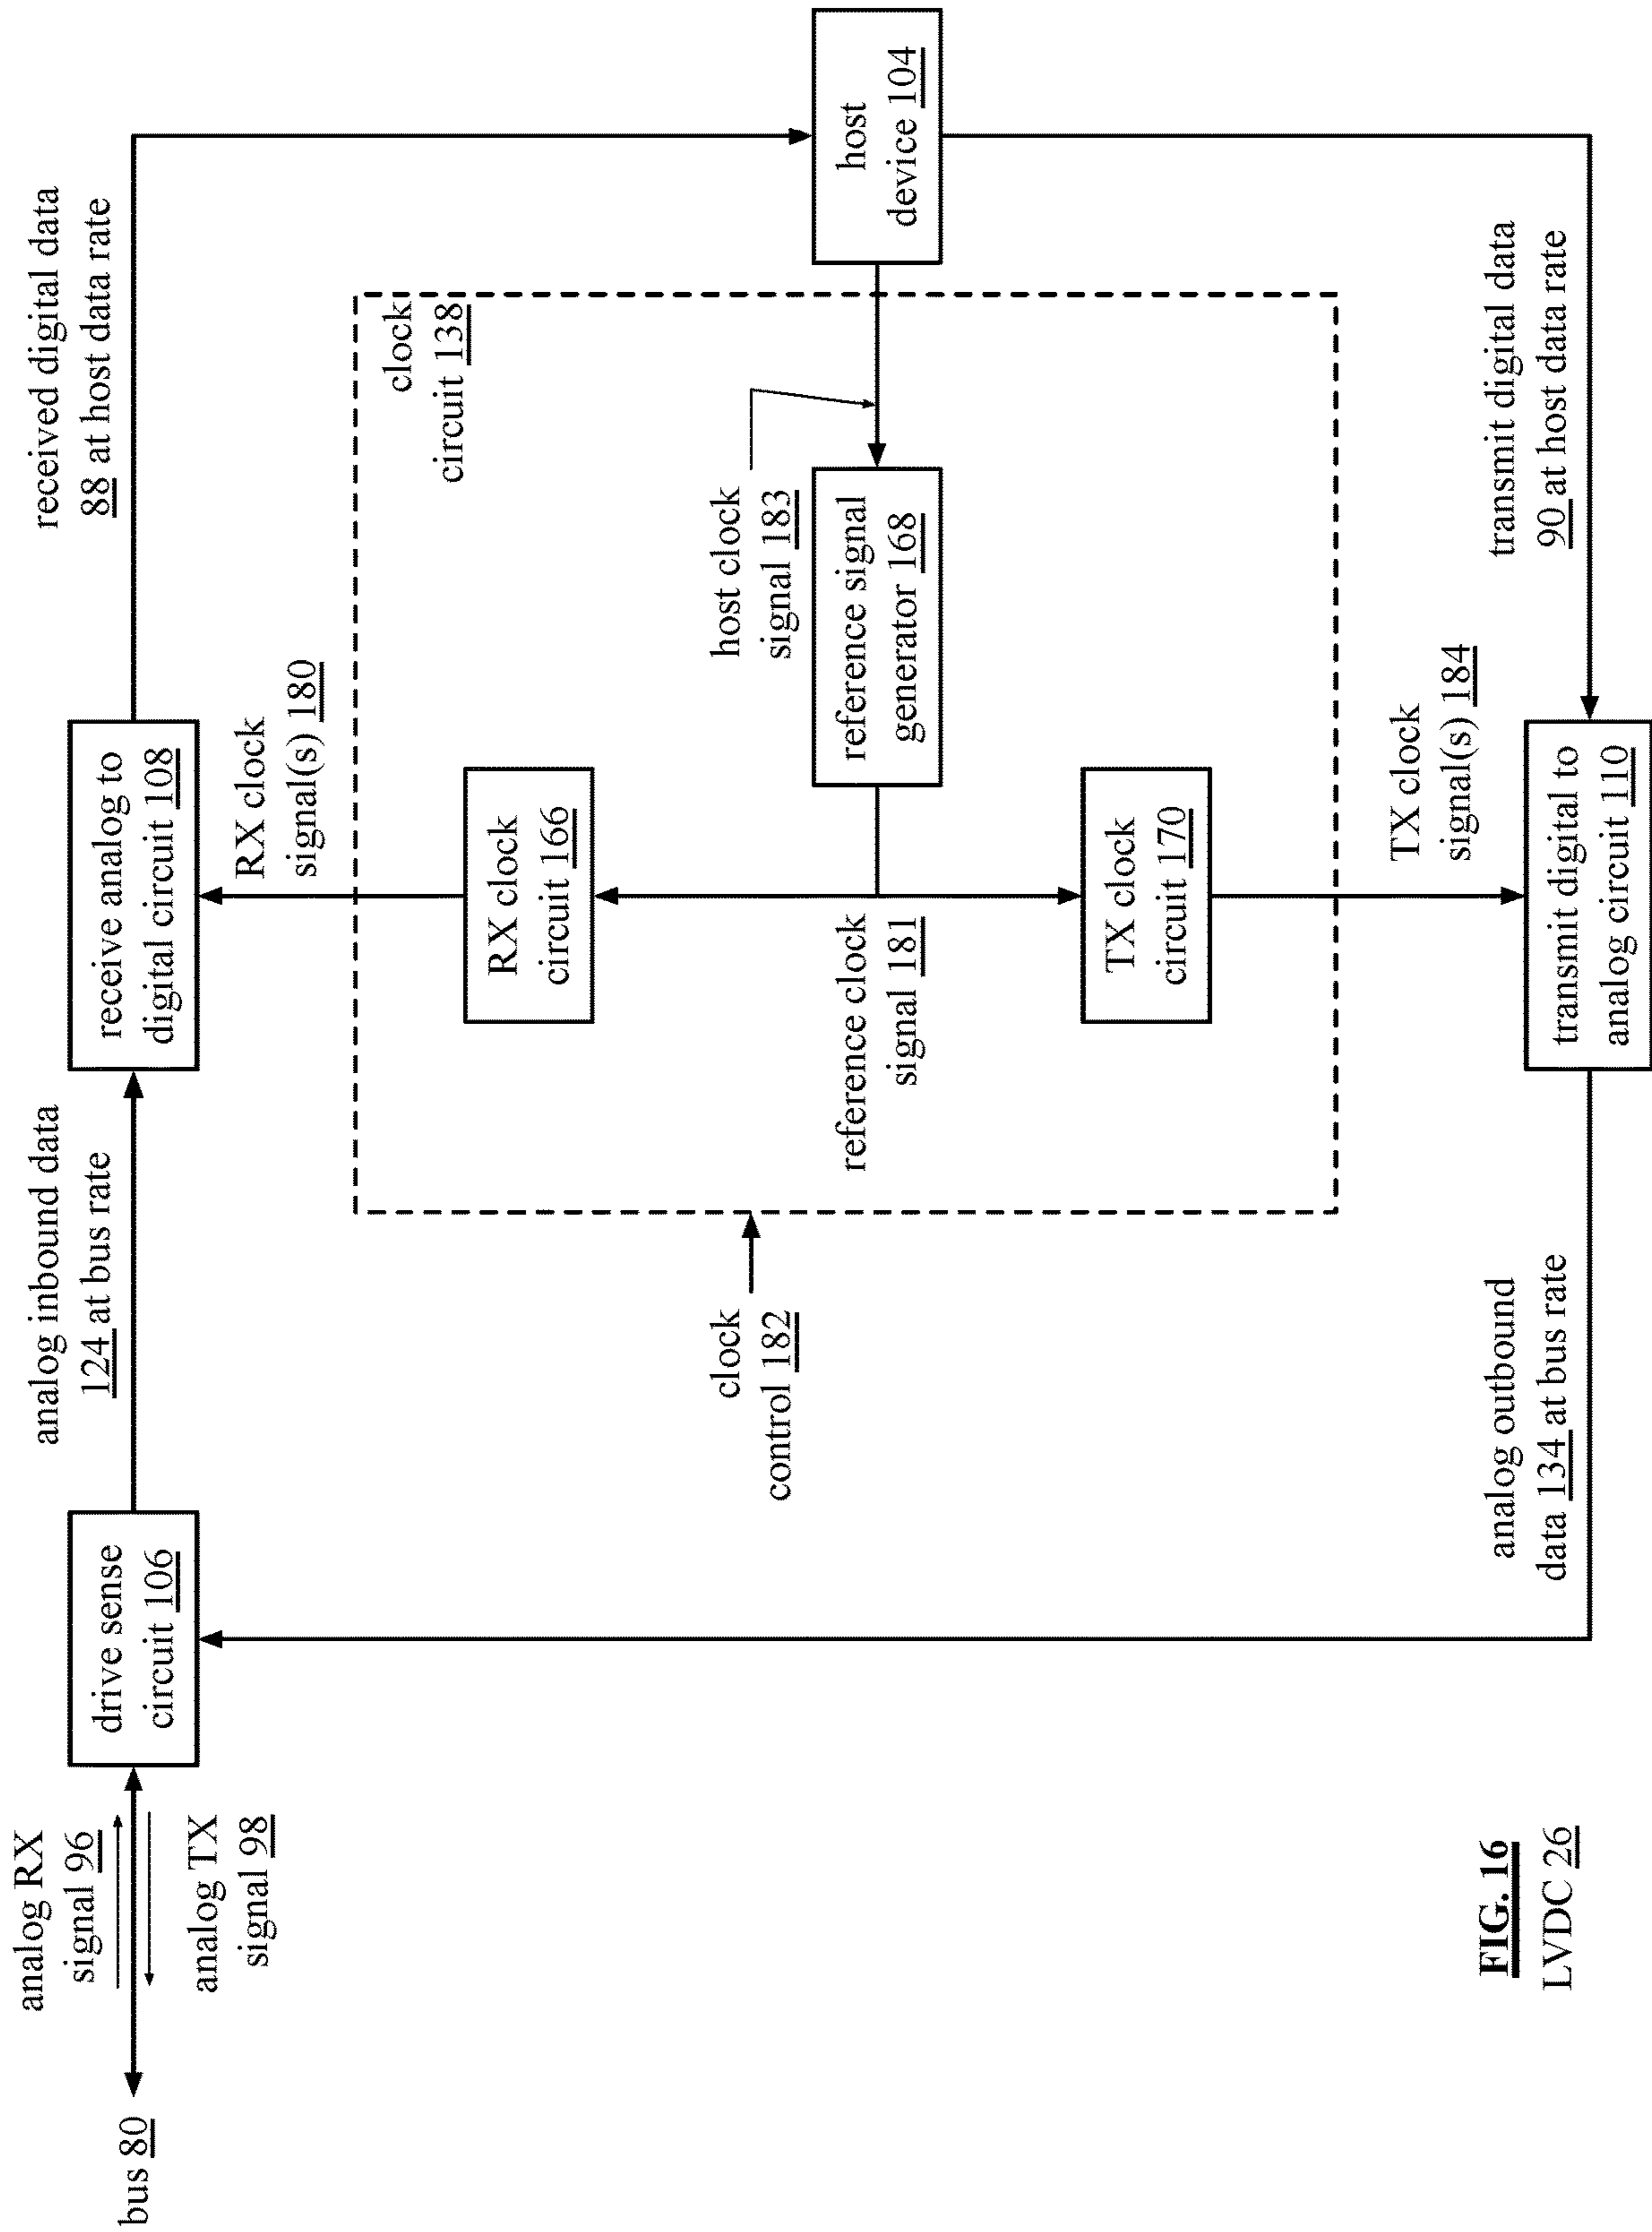 analog RX
signal 96
analog TX
signal 98
bus 80
drive sense
circuit 106
analog inbound data
124 at bus rate
receive analog to
digital circuit 108
received digital data
88 at host data rate
RX clock
signal(s) 180
clock
circuit 138
RX clock
circuit 166
host clock
signal 183
clock
control 182
reference clock
signal 181
reference signal
generator 168
host
device 104
TX clock
circuit 170
TX clock
signal(s) 184
analog outbound
data 134 at bus rate
transmit digital to
analog circuit 110
transmit digital data
90 at host data rate
FIG. 16
LVDC 26